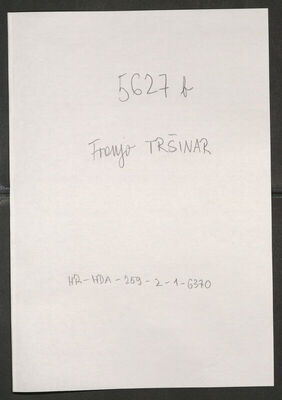 5627 b
Franjo TRŠINAR
HR-HDA-259-2-1-6370